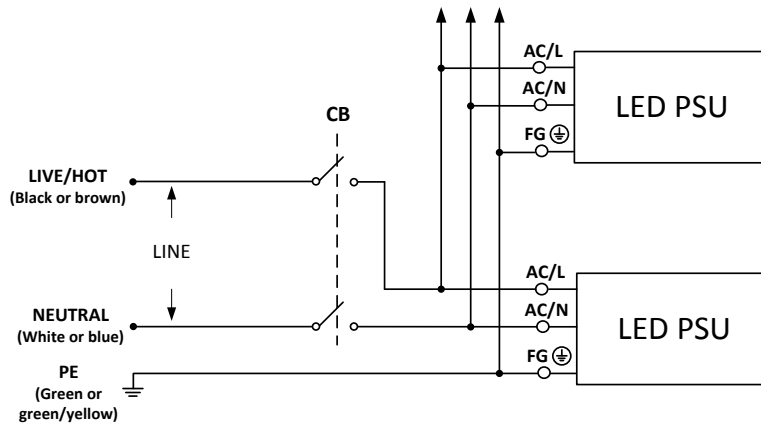 AC/L
AC/N
FG
LED PSU
CB
LIVE/HOT
(Black or brown)
LINE
NEUTRAL
(White or blue)
AC/L
AC/N
FG
LED PSU
PE
(Green or
green/yellow)